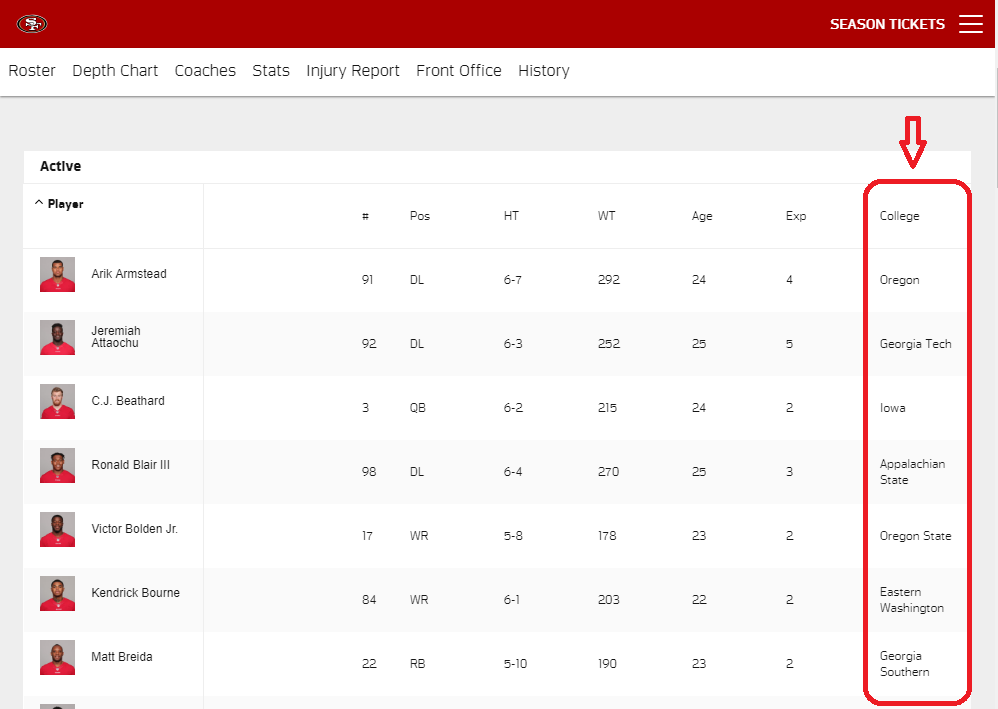 SF
SEASON TICKETS
Roster Depth Chart Coaches Stats Injury Report Front Office History
Active
Player # Pos HT WT Age Exp College
Arik Armstead 91 DL 6-7 292 24 4 Oregon
Jeremiah
Attaochu 92 DL 6-3 252 25 5 Georgia Tech
C.J. Beathard 3 QB 6-2 215 24 2 Iowa
Ronald Blair III 98 DL 6-4 270 25 3 Appalachian
State
Victor Bolden Jr. 17 WR 5-8 178 23 2 Oregon State
Kendrick Bourne 84 WR 6-1 203 22 2 Eastern
Washington
Matt Breida 22 RB 5-10 190 23 2 Georgia
Southern